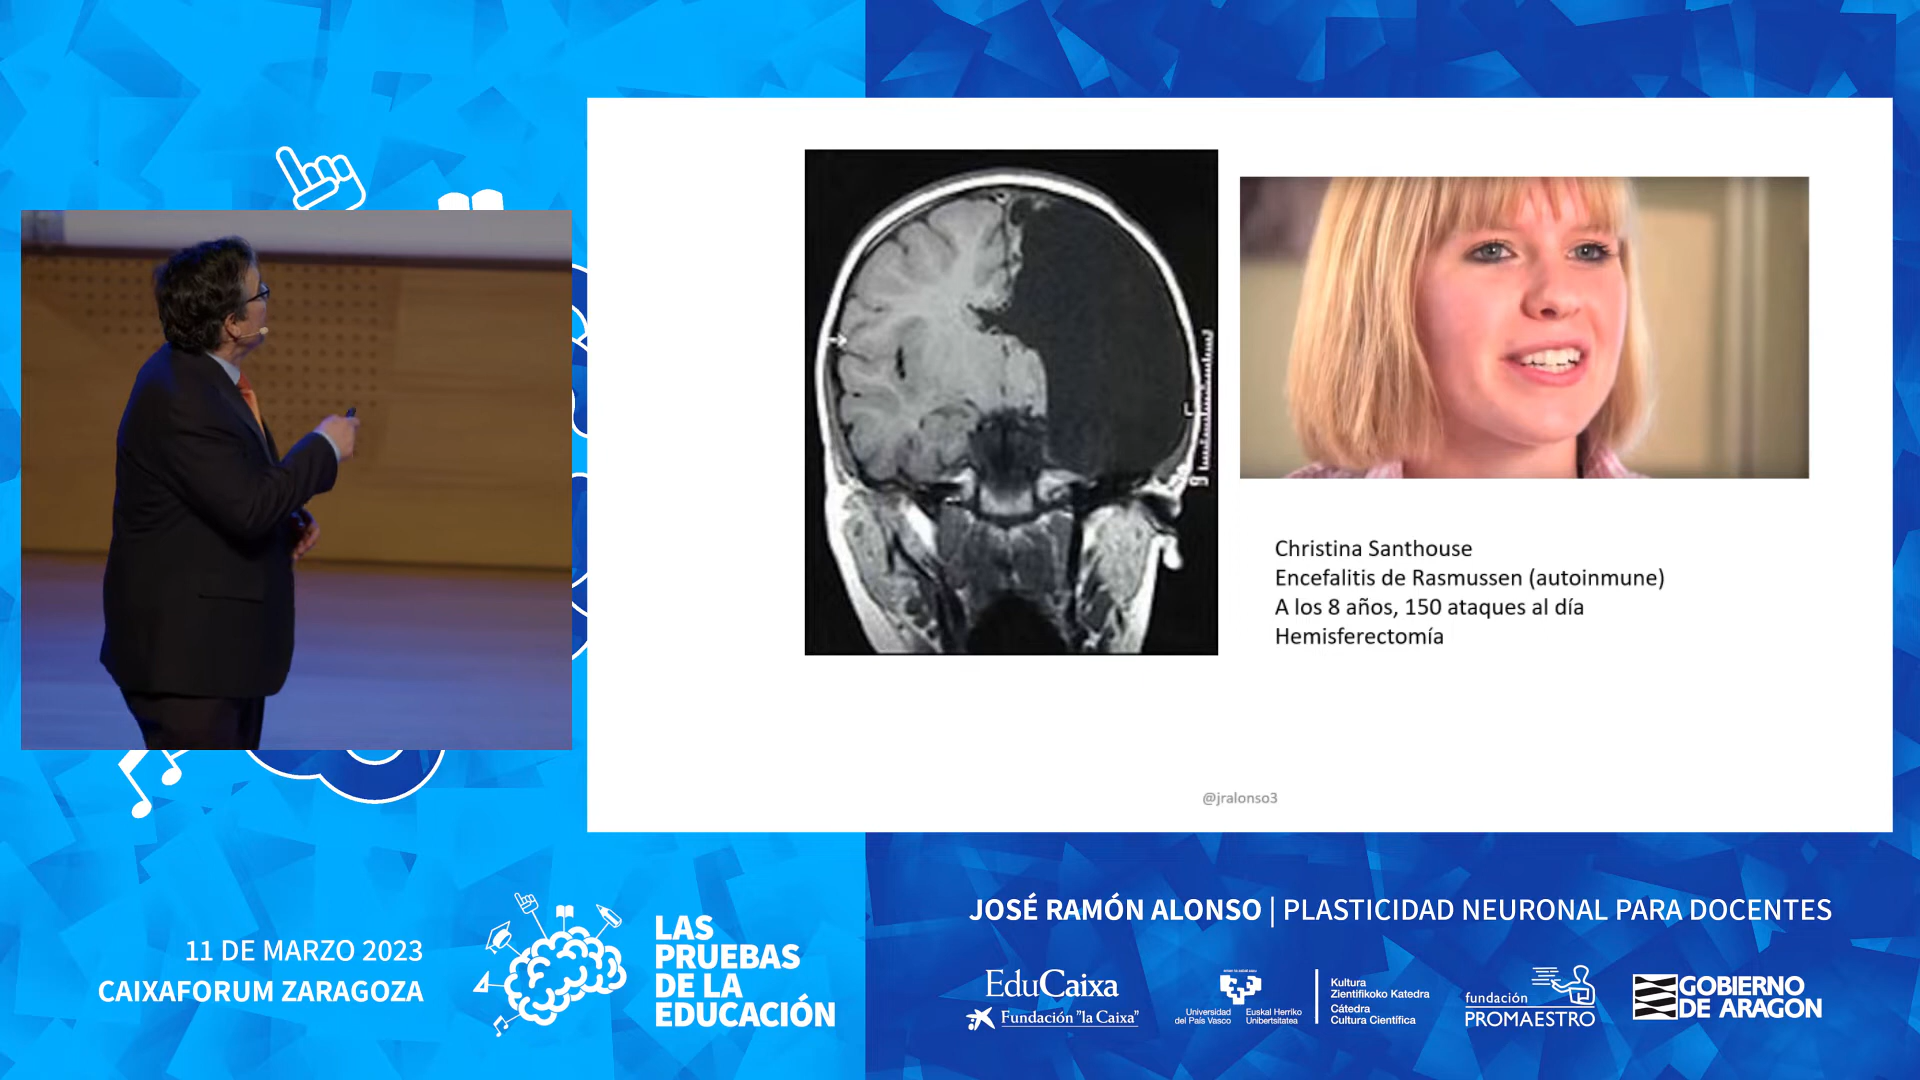 Christina Santhouse
Encefalitis de Rasmussen (autoinmune)
A los 8 años, 150 ataques al día
Hemisferectomía
@jralonso3
11 DE MARZO 2023
CAIXAFORUM ZARAGOZA
LAS
PRUEBAS
DE LA
EDUCACIÓN
JOSÉ RAMÓN ALONSO | PLASTICIDAD NEURONAL PARA DOCENTES
EduCaixa
Fundación "la Caixa"
Universidad
del País Vasco
Euskal Herriko
Unibertsitatea
Kultura
Zientifikoko Katedra
Cátedra
Cultura Científica
fundación
PROMAESTRO
GOBIERNO
DE ARAGON